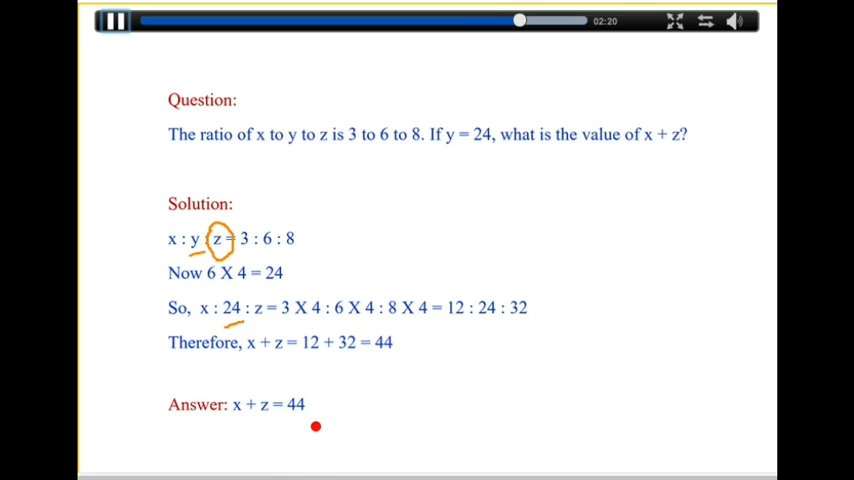 02:20
Question:
The ratio of x to y to z is 3 to 6 to 8. If y = 24, what is the value of x + z?
Solution:
x : y : z = 3 : 6 : 8
Now 6 X 4 = 24
So, x : 24 : z = 3 X 4 : 6 X 4 : 8 X 4 = 12 : 24 : 32
Therefore, x + z = 12 + 32 = 44
Answer: x + z = 44